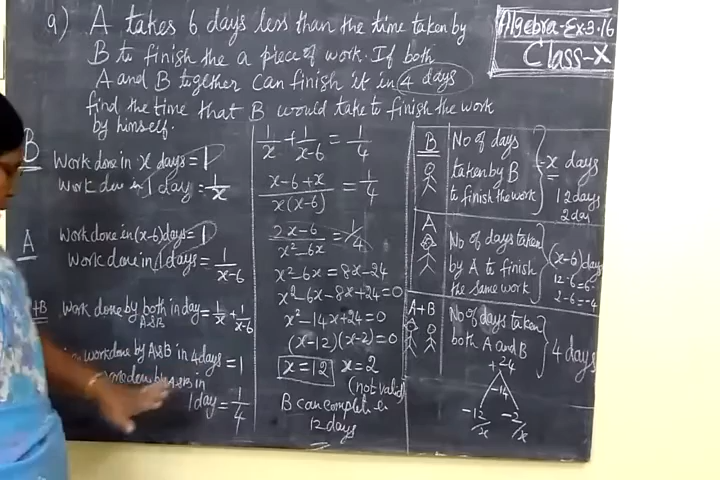 9) A takes 6 days less than the time taken by
B to finish the a piece of work. If both
A and B together can finish it in 4 days
find the time that B would take to finish the work
by himself.
Algebra-Ex-3.16
Class-X
B
Work done in x days = 1
Work done in 1 day = 1/x
A
Work done in (x-6) days = 1
Work done in 1 days = 1/x-6
+B Work done by both in day = 1/x + 1/x-6
A&B
work done by A&B in 4 days = 1
by A&B in
1 day = 1/4
1/x + 1/x-6 = 1/4
x-6+x/x(x-6) = 1/4
2x-6/x²-6x = 1/4
x²-6x = 8x-24
x²-6x-8x+24=0
x²-14x+24=0
(x-12)(x-2)=0
x=12 x=2
(not valid)
B can complete in
12 days
B No of days
taken by B
to finish the work
x days
12 days
2 day
A
No of days taken
by A to finish
the same work
(x-6) days
12-6=6
2-6=-4
A+B
No of days taken
both A and B
4 days
+24
-14
-12/x -2/x